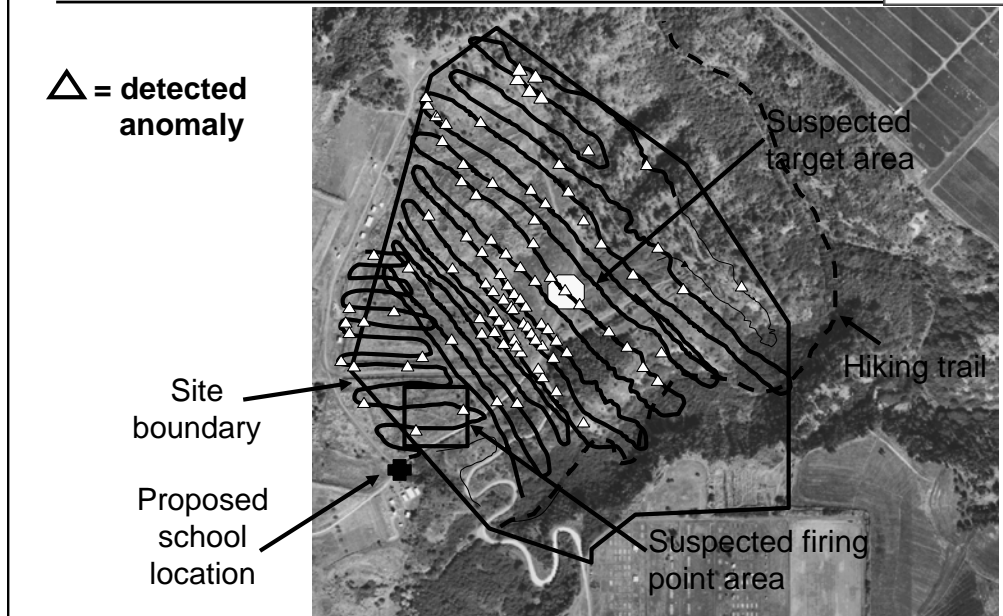 = detected
anomaly
Suspected
target area
Hiking trail
Site
boundary
Proposed
school
location
Suspected firing
point area